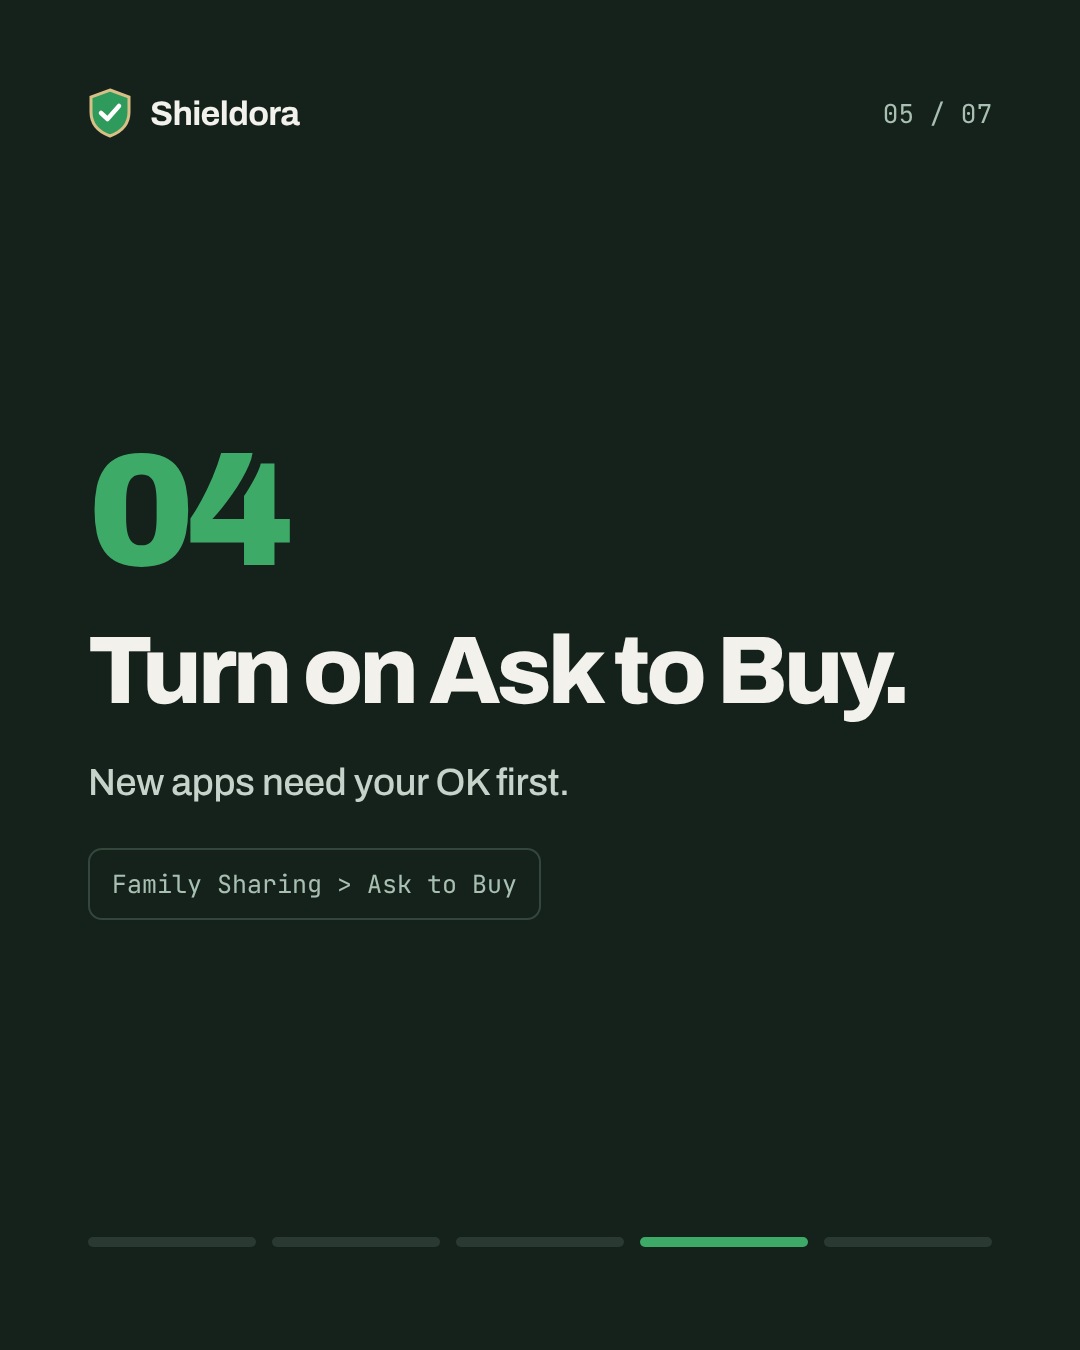 Shieldora
05 / 07
04
Turn on Ask to Buy.
New apps need your OK first.
Family Sharing > Ask to Buy